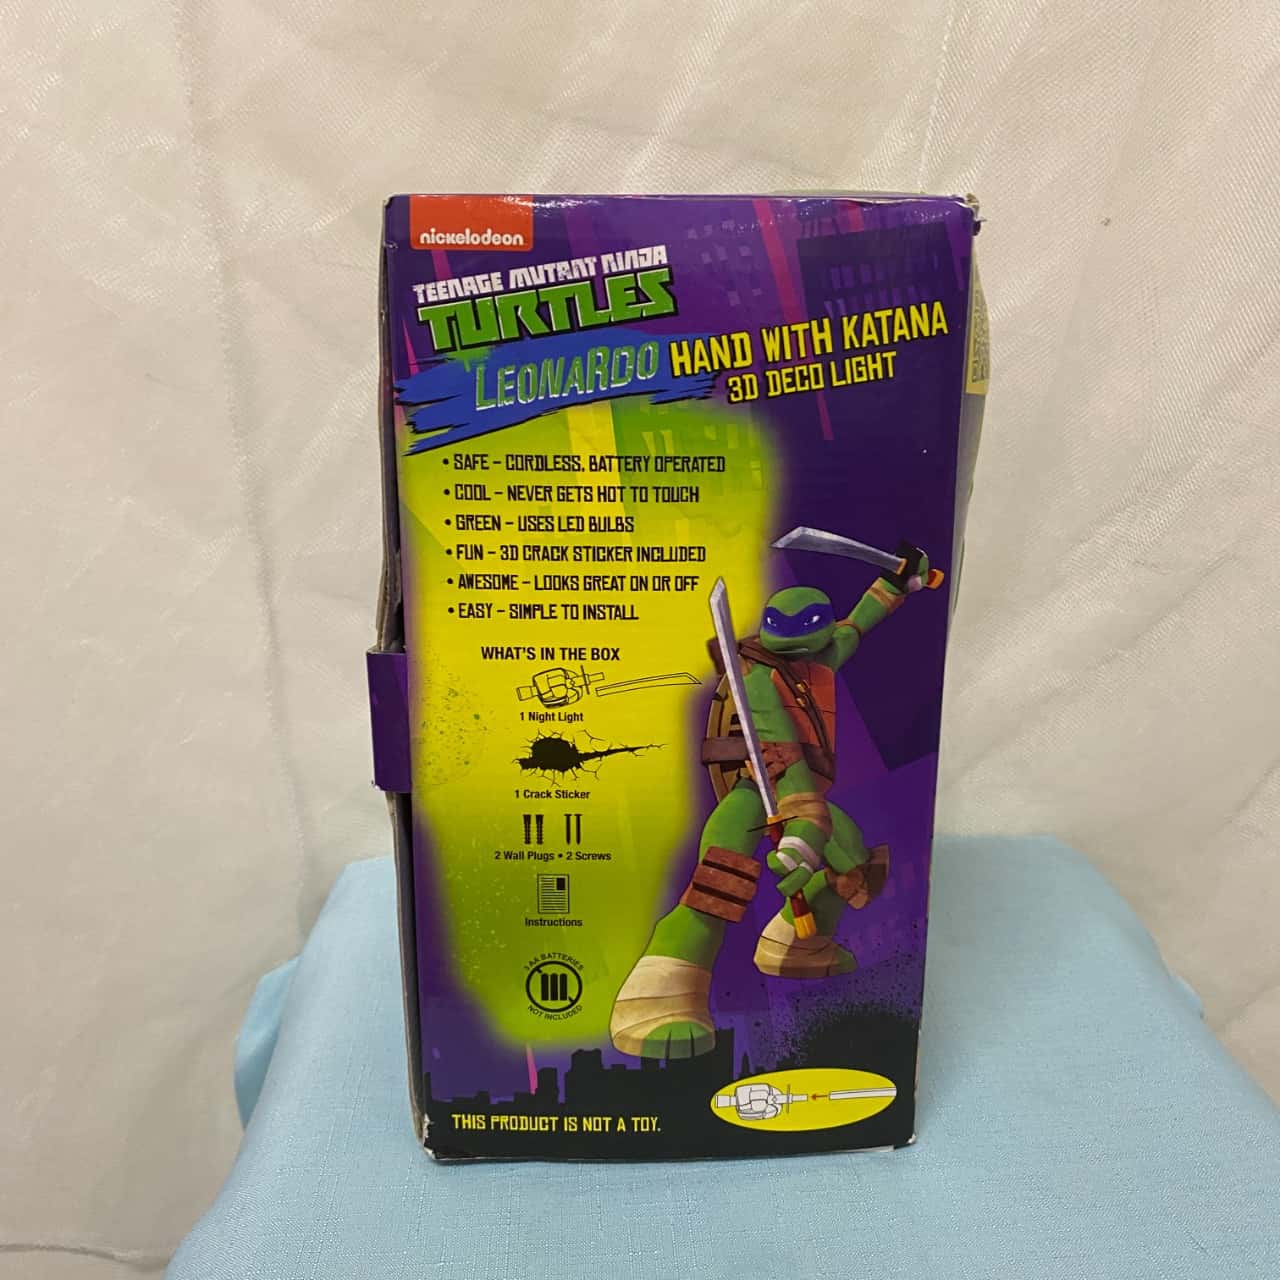 nickelodeon
TEENAGE MUTANT NINJA
TURTLES
LEONARDO HAND WITH KATANA
3D DECO LIGHT
• SAFE – CORDLESS, BATTERY OPERATED
• COOL – NEVER GETS HOT TO TOUCH
• GREEN – USES LED BULBS
• FUN – 3D CRACK STICKER INCLUDED
• AWESOME – LOOKS GREAT ON OR OFF
• EASY – SIMPLE TO INSTALL
WHAT'S IN THE BOX
1 Night Light
1 Crack Sticker
2 Wall Plugs • 2 Screws
Instructions
3 AA BATTERIES
NOT INCLUDED
THIS PRODUCT IS NOT A TOY.